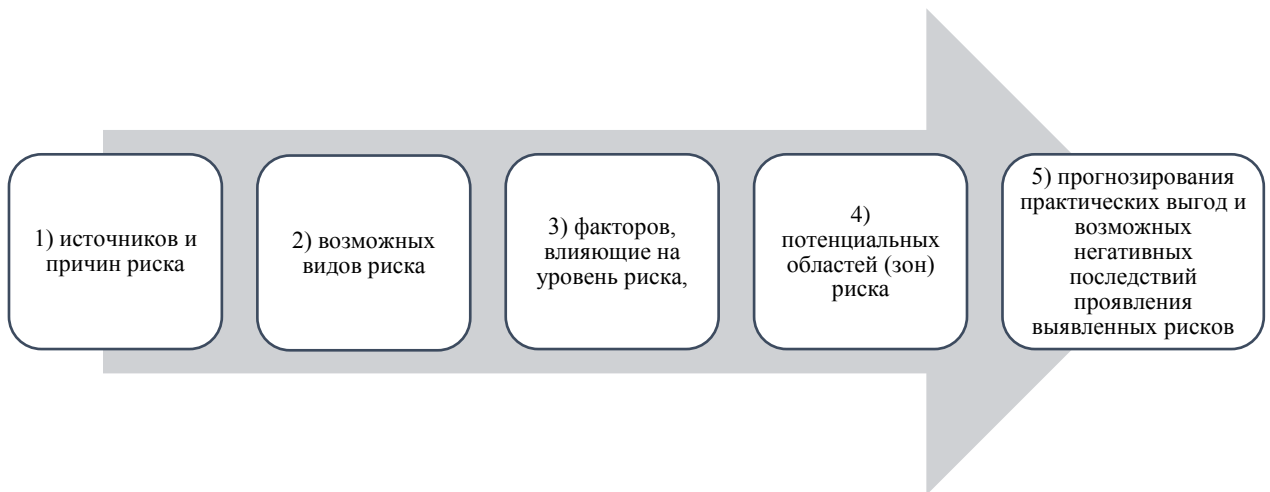 1) источников и
причин риска
2) возможных
видов риска
3) факторов,
влияющие на
уровень риска,
4)
потенциальных
областей (зон)
риска
5) прогнозирования
практических выгод и
возможных
негативных
последствий
проявления
выявленных рисков